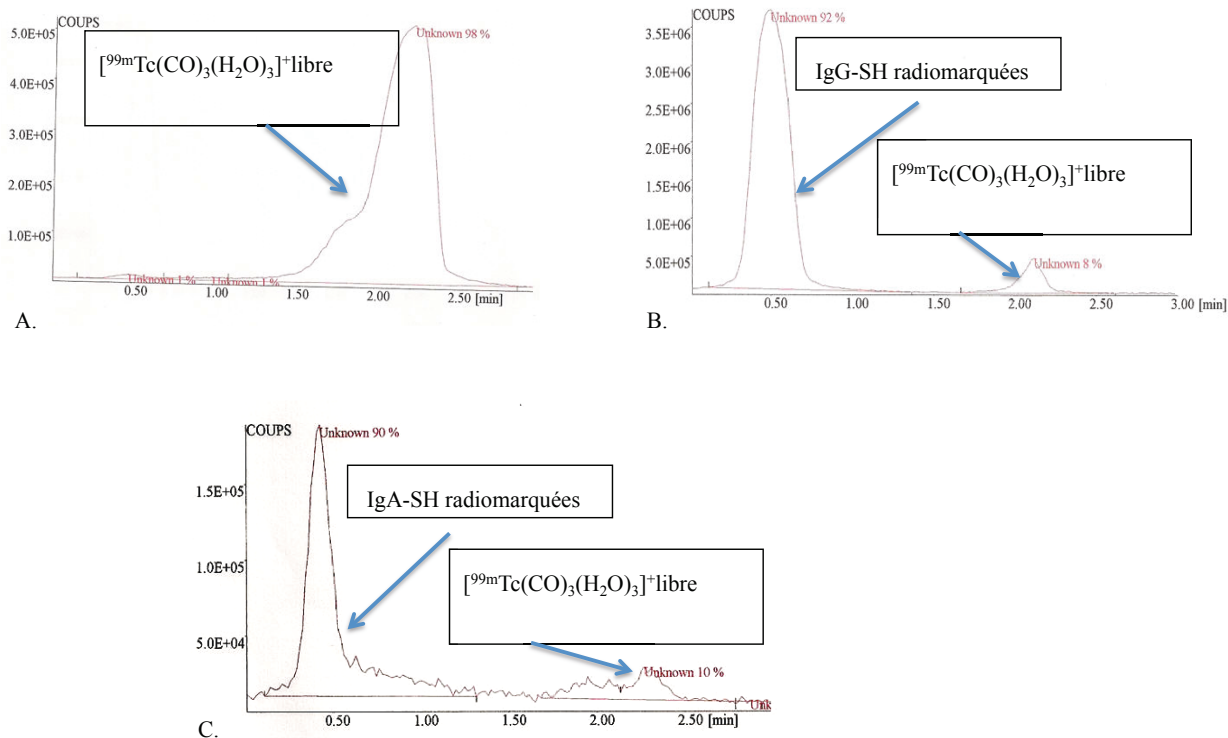 COUPS
5.0E+05
4.0E+05
3.0E+05
2.0E+05
1.0E+05
Unknown 98 %
[⁹⁹ᵐTc(CO)₃(H₂O)₃]⁺libre
Unknown 1 %
Unknown 1 %
0.50 1.00 1.50 2.00 2.50 [min]
A.
COUPS
3.5E+06
3.0E+06
2.5E+06
2.0E+06
1.5E+06
1.0E+06
5.0E+05
Unknown 92 %
IgG-SH radiomarquées
[⁹⁹ᵐTc(CO)₃(H₂O)₃]⁺libre
Unknown 8 %
0.50 1.00 1.50 2.00 2.50 3.00 [min]
B.
COUPS
1.5E+05
1.0E+05
5.0E+04
Unknown 90 %
IgA-SH radiomarquées
[⁹⁹ᵐTc(CO)₃(H₂O)₃]⁺libre
Unknown 10 %
Unk
0.50 1.00 1.50 2.00 2.50 [min]
C.